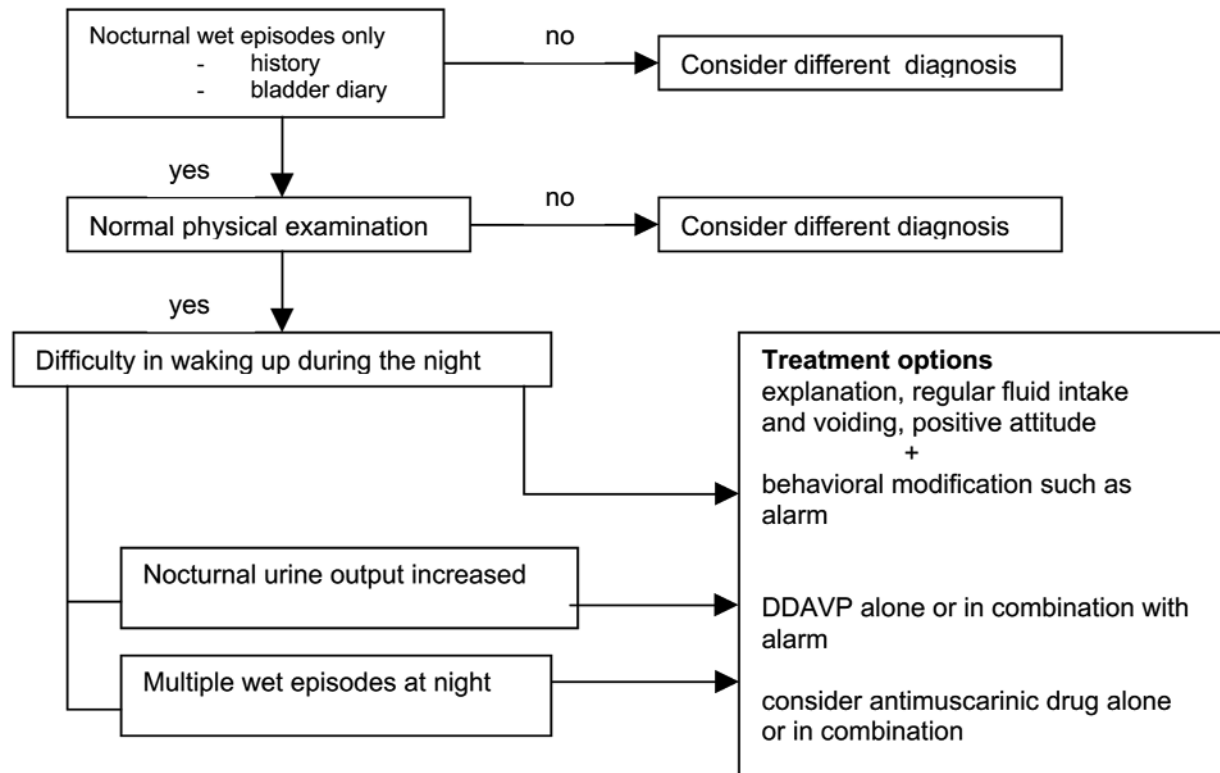 Nocturnal wet episodes only
- history
- bladder diary
no
Consider different diagnosis
yes
Normal physical examination
no
Consider different diagnosis
yes
Difficulty in waking up during the night
Treatment options
explanation, regular fluid intake
and voiding, positive attitude
+
behavioral modification such as
alarm
Nocturnal urine output increased
DDAVP alone or in combination with
alarm
Multiple wet episodes at night
consider antimuscarinic drug alone
or in combination